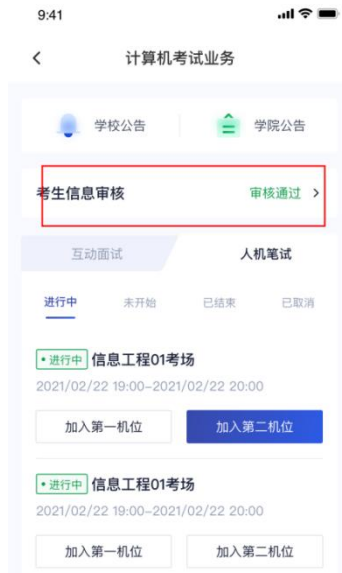 9:41
计算机考试业务
学校公告 学院公告
考生信息审核 审核通过
互动面试 人机笔试
进行中 未开始 已结束 已取消
进行中 信息工程01考场
2021/02/22 19:00-2021/02/22 20:00
加入第一机位 加入第二机位
进行中 信息工程01考场
2021/02/22 19:00-2021/02/22 20:00
加入第一机位 加入第二机位